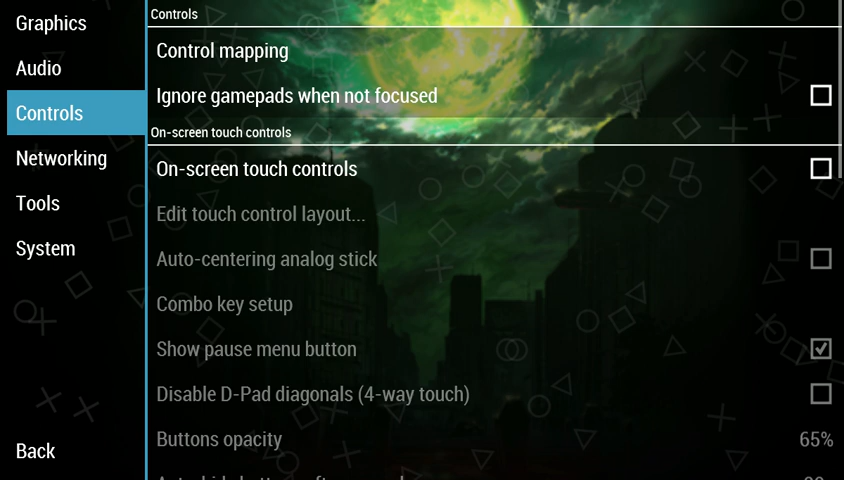 Graphics
Audio
Controls
Networking
Tools
System
Back
Controls
Control mapping
Ignore gamepads when not focused
On-screen touch controls
On-screen touch controls
Edit touch control layout...
Auto-centering analog stick
Combo key setup
Show pause menu button
Disable D-Pad diagonals (4-way touch)
Buttons opacity 65%